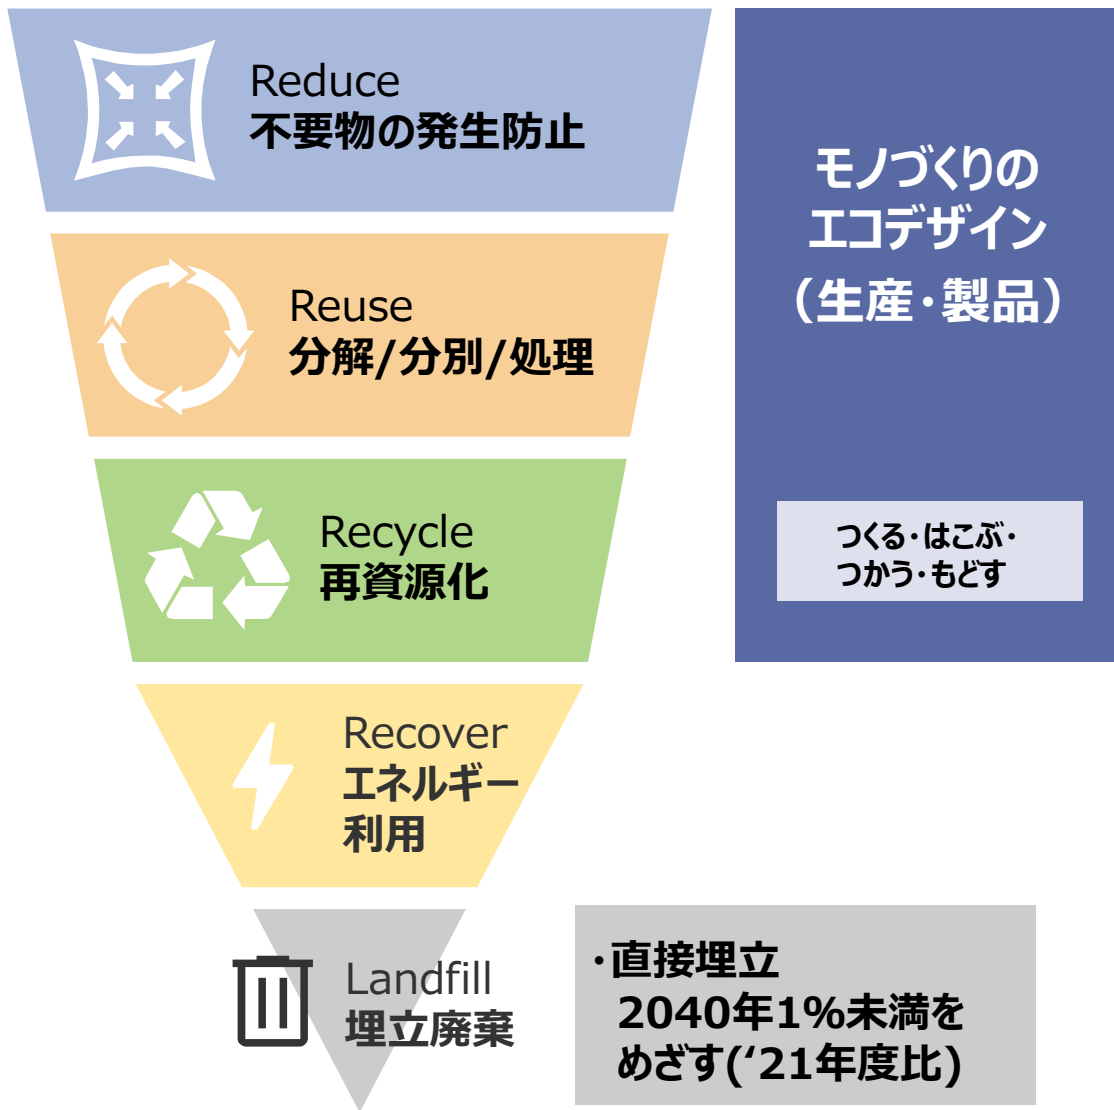 Reduce
不要物の発生防止
Reuse
分解/分別/処理
Recycle
再資源化
Recover
エネルギー
利用
Landfill
埋立廃棄
モノづくりの
エコデザイン
（生産・製品）
つくる・はこぶ・
つかう・もどす
・直接埋立
2040年1%未満を
めざす(‘21年度比)